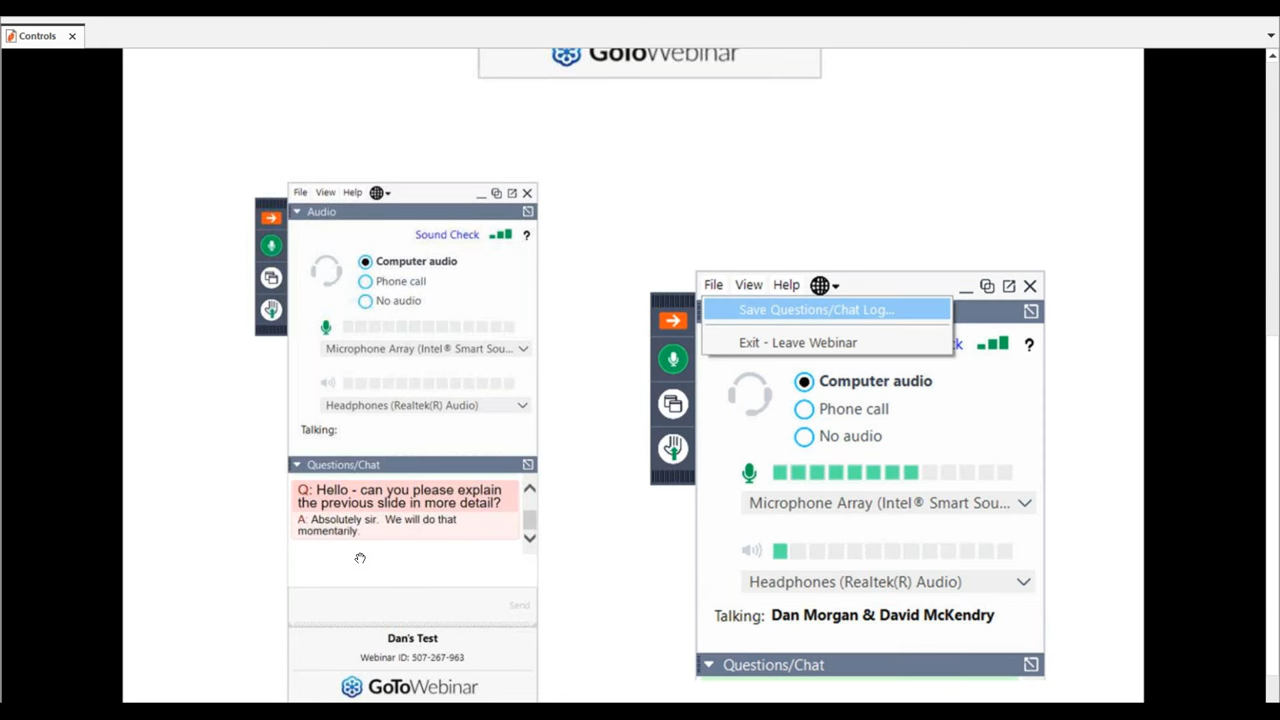 Controls
GoToWebinar
File View Help
Audio
Sound Check ?
Computer audio
Phone call
No audio
Microphone Array (Intel® Smart Sou...
Headphones (Realtek(R) Audio)
Talking:
Questions/Chat
Q: Hello - can you please explain
the previous slide in more detail?
A: Absolutely sir. We will do that
momentarily.
Send
Dan's Test
Webinar ID: 507-267-963
GoToWebinar
File View Help
Save Questions/Chat Log...
Exit - Leave Webinar
k ?
Computer audio
Phone call
No audio
Microphone Array (Intel® Smart Sou...
Headphones (Realtek(R) Audio)
Talking: Dan Morgan & David McKendry
Questions/Chat